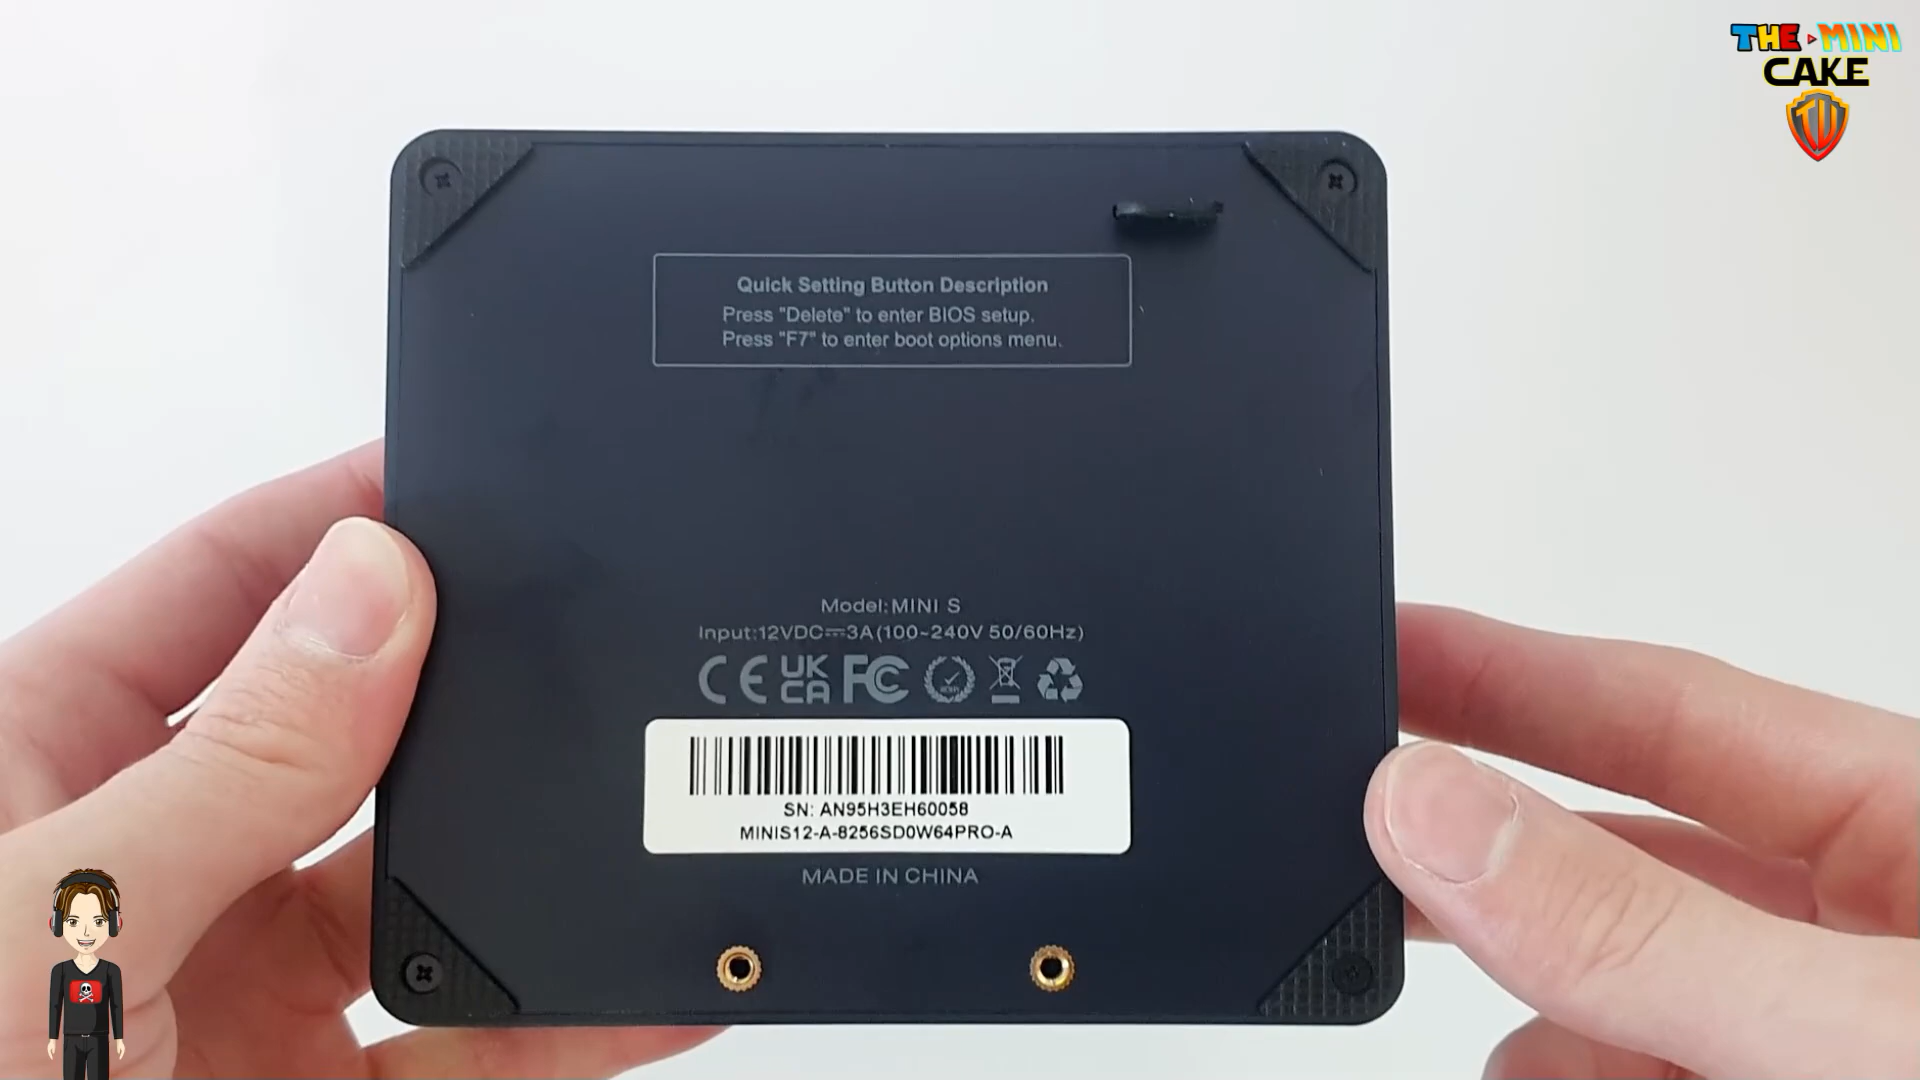 THE MINI
CAKE
TU
Quick Setting Button Description
Press "Delete" to enter BIOS setup.
Press "F7" to enter boot options menu.
Model:MINI S
Input:12VDC⎓3A(100~240V 50/60Hz)
CE UK CA FC
SN: AN95H3EH60058
MINIS12-A-8256SD0W64PRO-A
MADE IN CHINA